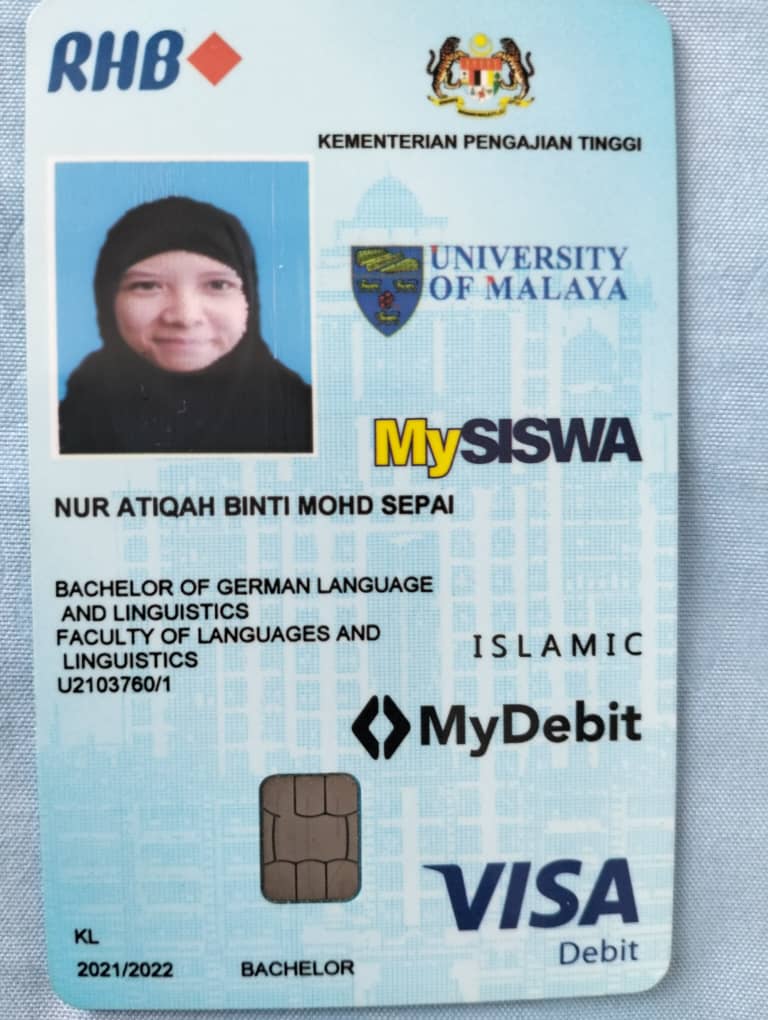 RHB
KEMENTERIAN PENGAJIAN TINGGI
UNIVERSITY
OF MALAYA
MySISWA
NUR ATIQAH BINTI MOHD SEPAI
BACHELOR OF GERMAN LANGUAGE
AND LINGUISTICS
FACULTY OF LANGUAGES AND
LINGUISTICS
U2103760/1
ISLAMIC
MyDebit
VISA
Debit
KL
2021/2022 BACHELOR